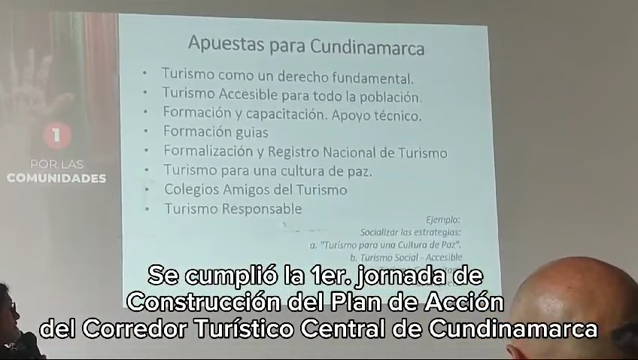 Apuestas para Cundinamarca
• Turismo como un derecho fundamental.
• Turismo Accesible para todo la población.
• Formación y capacitación. Apoyo técnico.
• Formación guias
• Formalización y Registro Nacional de Turismo
• Turismo para una cultura de paz.
• Colegios Amigos del Turismo
• Turismo Responsable
1
POR LAS
COMUNIDADES
Ejemplo:
Socializar las estrategias:
a. "Turismo para una Cultura de Paz".
b. Turismo Social - Accesible
Se cumplió la 1er. jornada de
Construcción del Plan de Acción
del Corredor Turístico Central de Cundinamarca